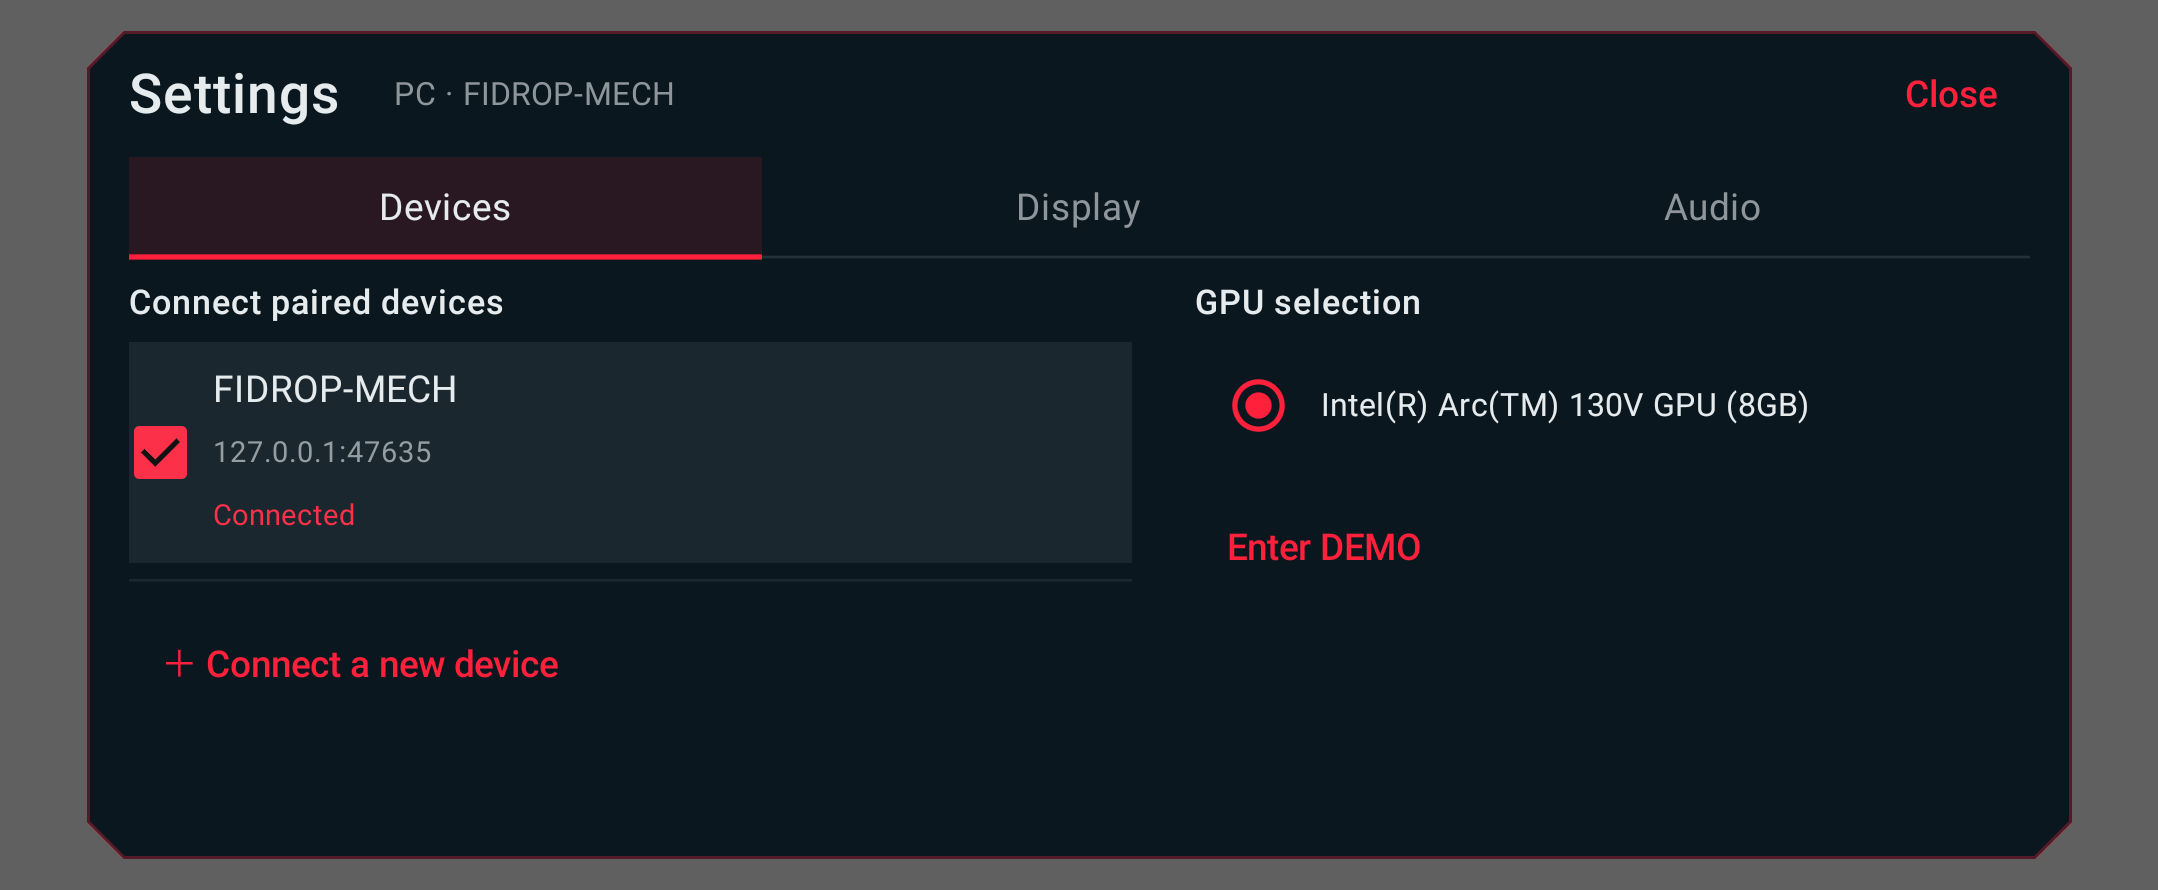 Settings
PC · FIDROP-MECH
Close
Devices
Display
Audio
Connect paired devices
FIDROP-MECH
127.0.0.1:47635
Connected
+ Connect a new device
GPU selection
Intel(R) Arc(TM) 130V GPU (8GB)
Enter DEMO